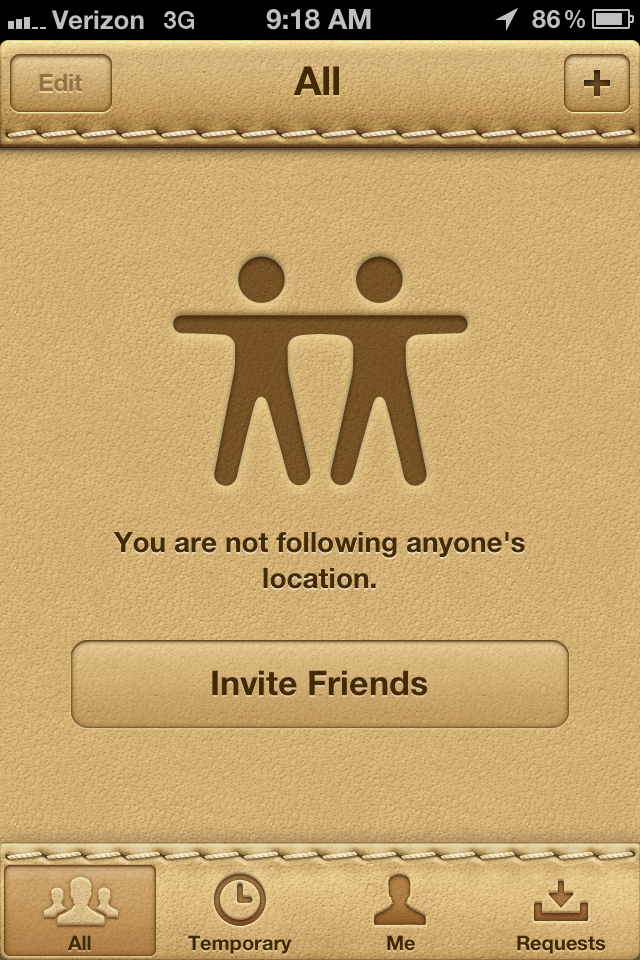 Verizon 3G 9:18 AM 86%
Edit All +
You are not following anyone's
location.
Invite Friends
All Temporary Me Requests